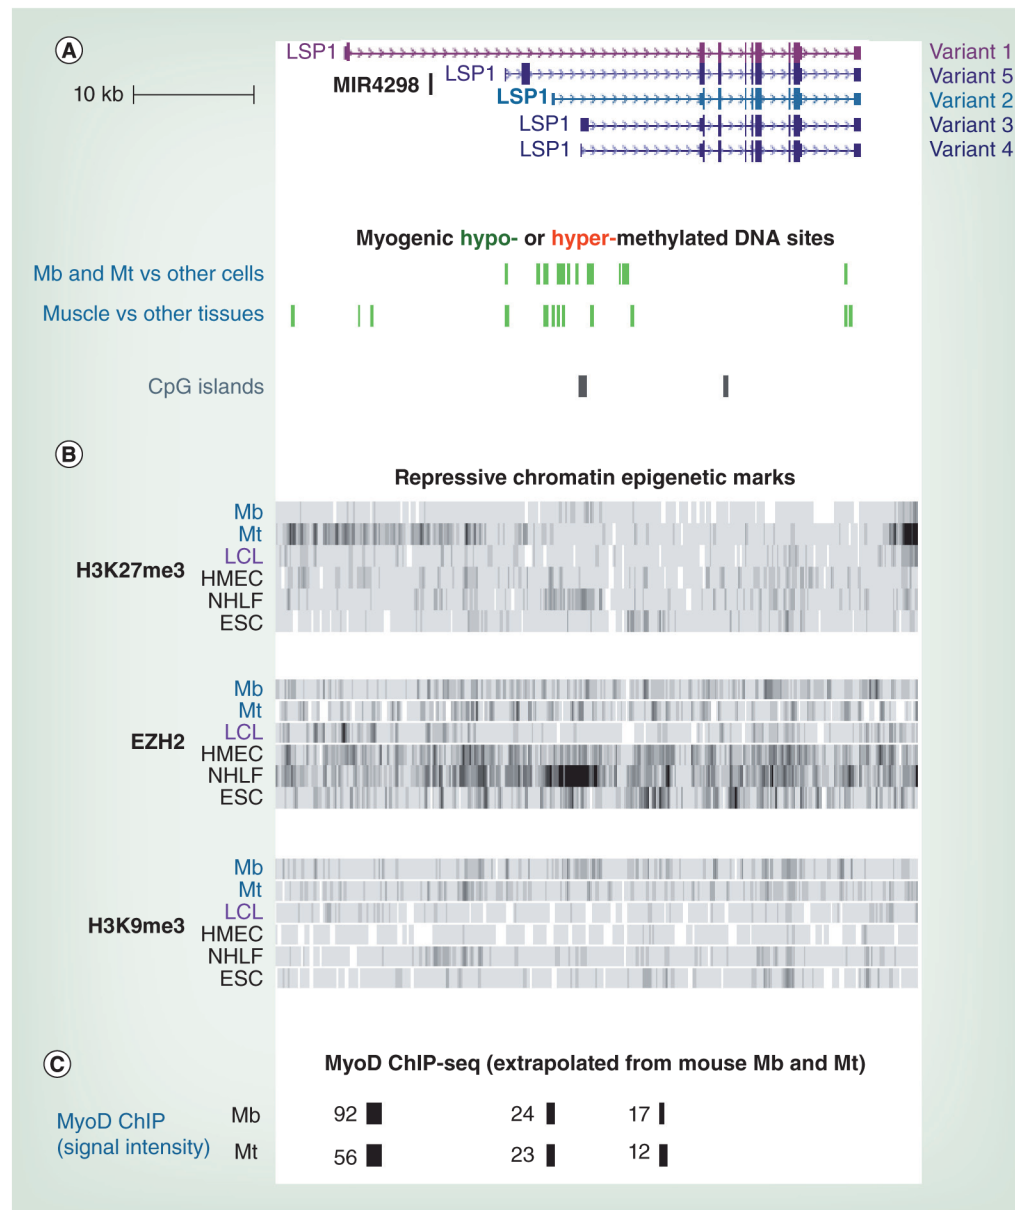 A
LSP1 Variant 1
LSP1 Variant 5
MIR4298
10 kb
LSP1 Variant 2
LSP1 Variant 3
LSP1 Variant 4
Myogenic hypo- or hyper-methylated DNA sites
Mb and Mt vs other cells
Muscle vs other tissues
CpG islands
B
Repressive chromatin epigenetic marks
H3K27me3
Mb
Mt
LCL
HMEC
NHLF
ESC
EZH2
Mb
Mt
LCL
HMEC
NHLF
ESC
H3K9me3
Mb
Mt
LCL
HMEC
NHLF
ESC
C
MyoD ChIP-seq (extrapolated from mouse Mb and Mt)
MyoD ChIP
(signal intensity)
Mb 92 24 17
Mt 56 23 12